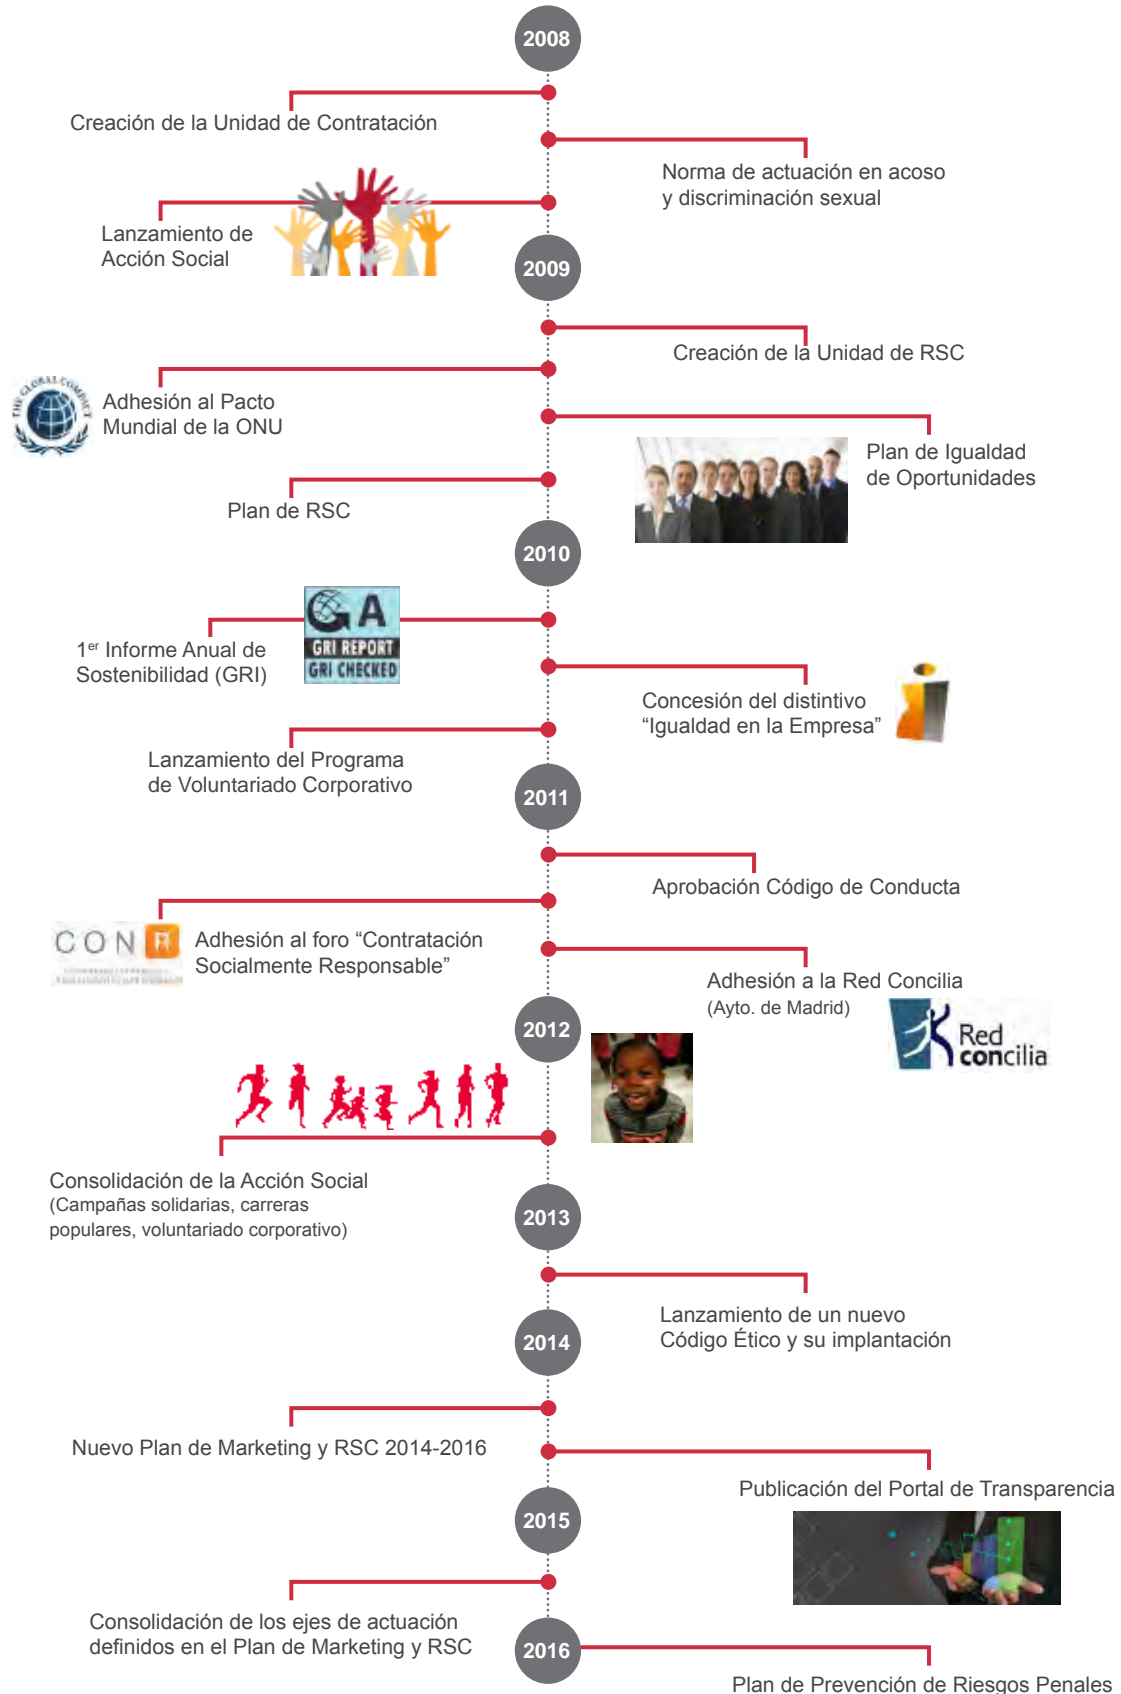 2008
Creación de la Unidad de Contratación
Norma de actuación en acoso
y discriminación sexual
Lanzamiento de
Acción Social
2009
Creación de la Unidad de RSC
THE GLOBAL COMPACT
Adhesión al Pacto
Mundial de la ONU
Plan de Igualdad
de Oportunidades
Plan de RSC
2010
G A
GRI REPORT
GRI CHECKED
1er Informe Anual de
Sostenibilidad (GRI)
Concesión del distintivo
“Igualdad en la Empresa”
Lanzamiento del Programa
de Voluntariado Corporativo
2011
Aprobación Código de Conducta
CON R
Adhesión al foro “Contratación
Socialmente Responsable”
Adhesión a la Red Concilia
(Ayto. de Madrid)
2012
Red
concilia
Consolidación de la Acción Social
(Campañas solidarias, carreras
populares, voluntariado corporativo)
2013
Lanzamiento de un nuevo
Código Ético y su implantación
2014
Nuevo Plan de Marketing y RSC 2014-2016
Publicación del Portal de Transparencia
2015
Consolidación de los ejes de actuación
definidos en el Plan de Marketing y RSC
2016
Plan de Prevención de Riesgos Penales